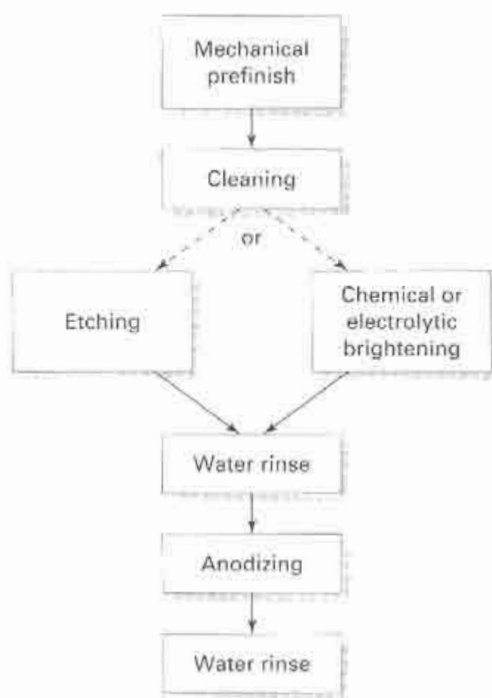 Mechanical
prefinish
Cleaning
or
Etching
Chemical or
electrolytic
brightening
Water rinse
Anodizing
Water rinse